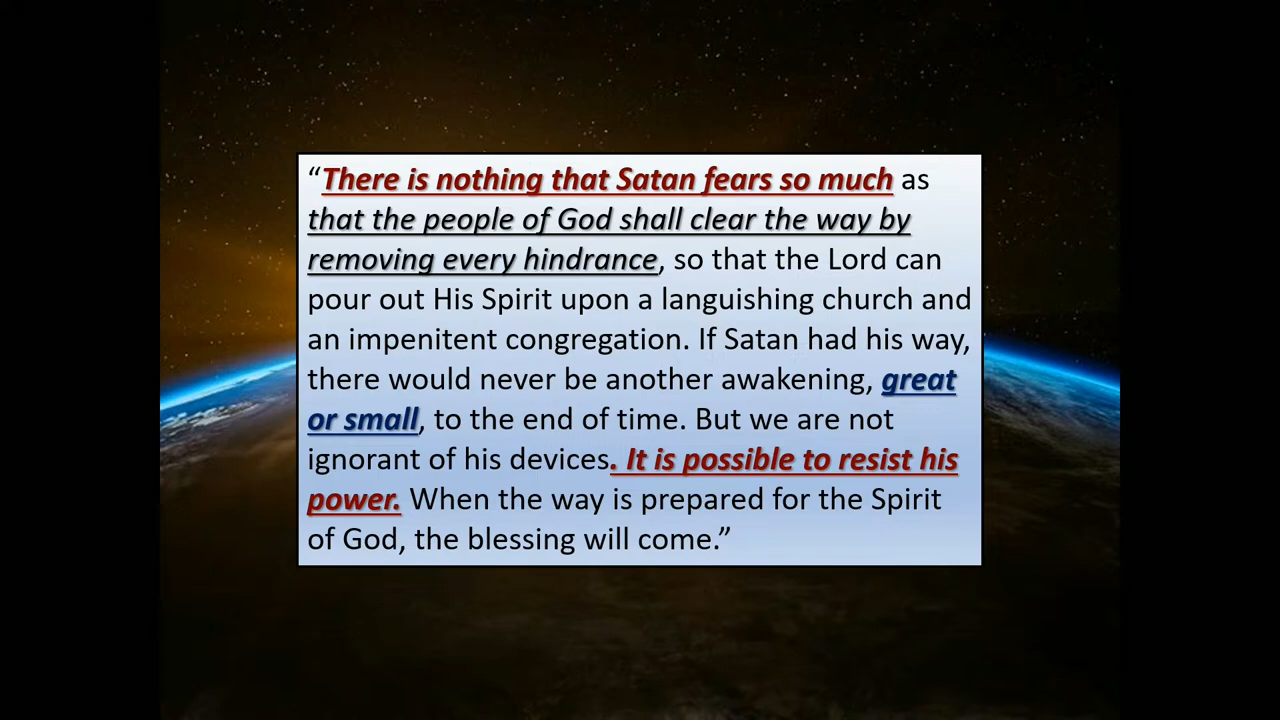 “There is nothing that Satan fears so much as
that the people of God shall clear the way by
removing every hindrance, so that the Lord can
pour out His Spirit upon a languishing church and
an impenitent congregation. If Satan had his way,
there would never be another awakening, great
or small, to the end of time. But we are not
ignorant of his devices. It is possible to resist his
power. When the way is prepared for the Spirit
of God, the blessing will come.”